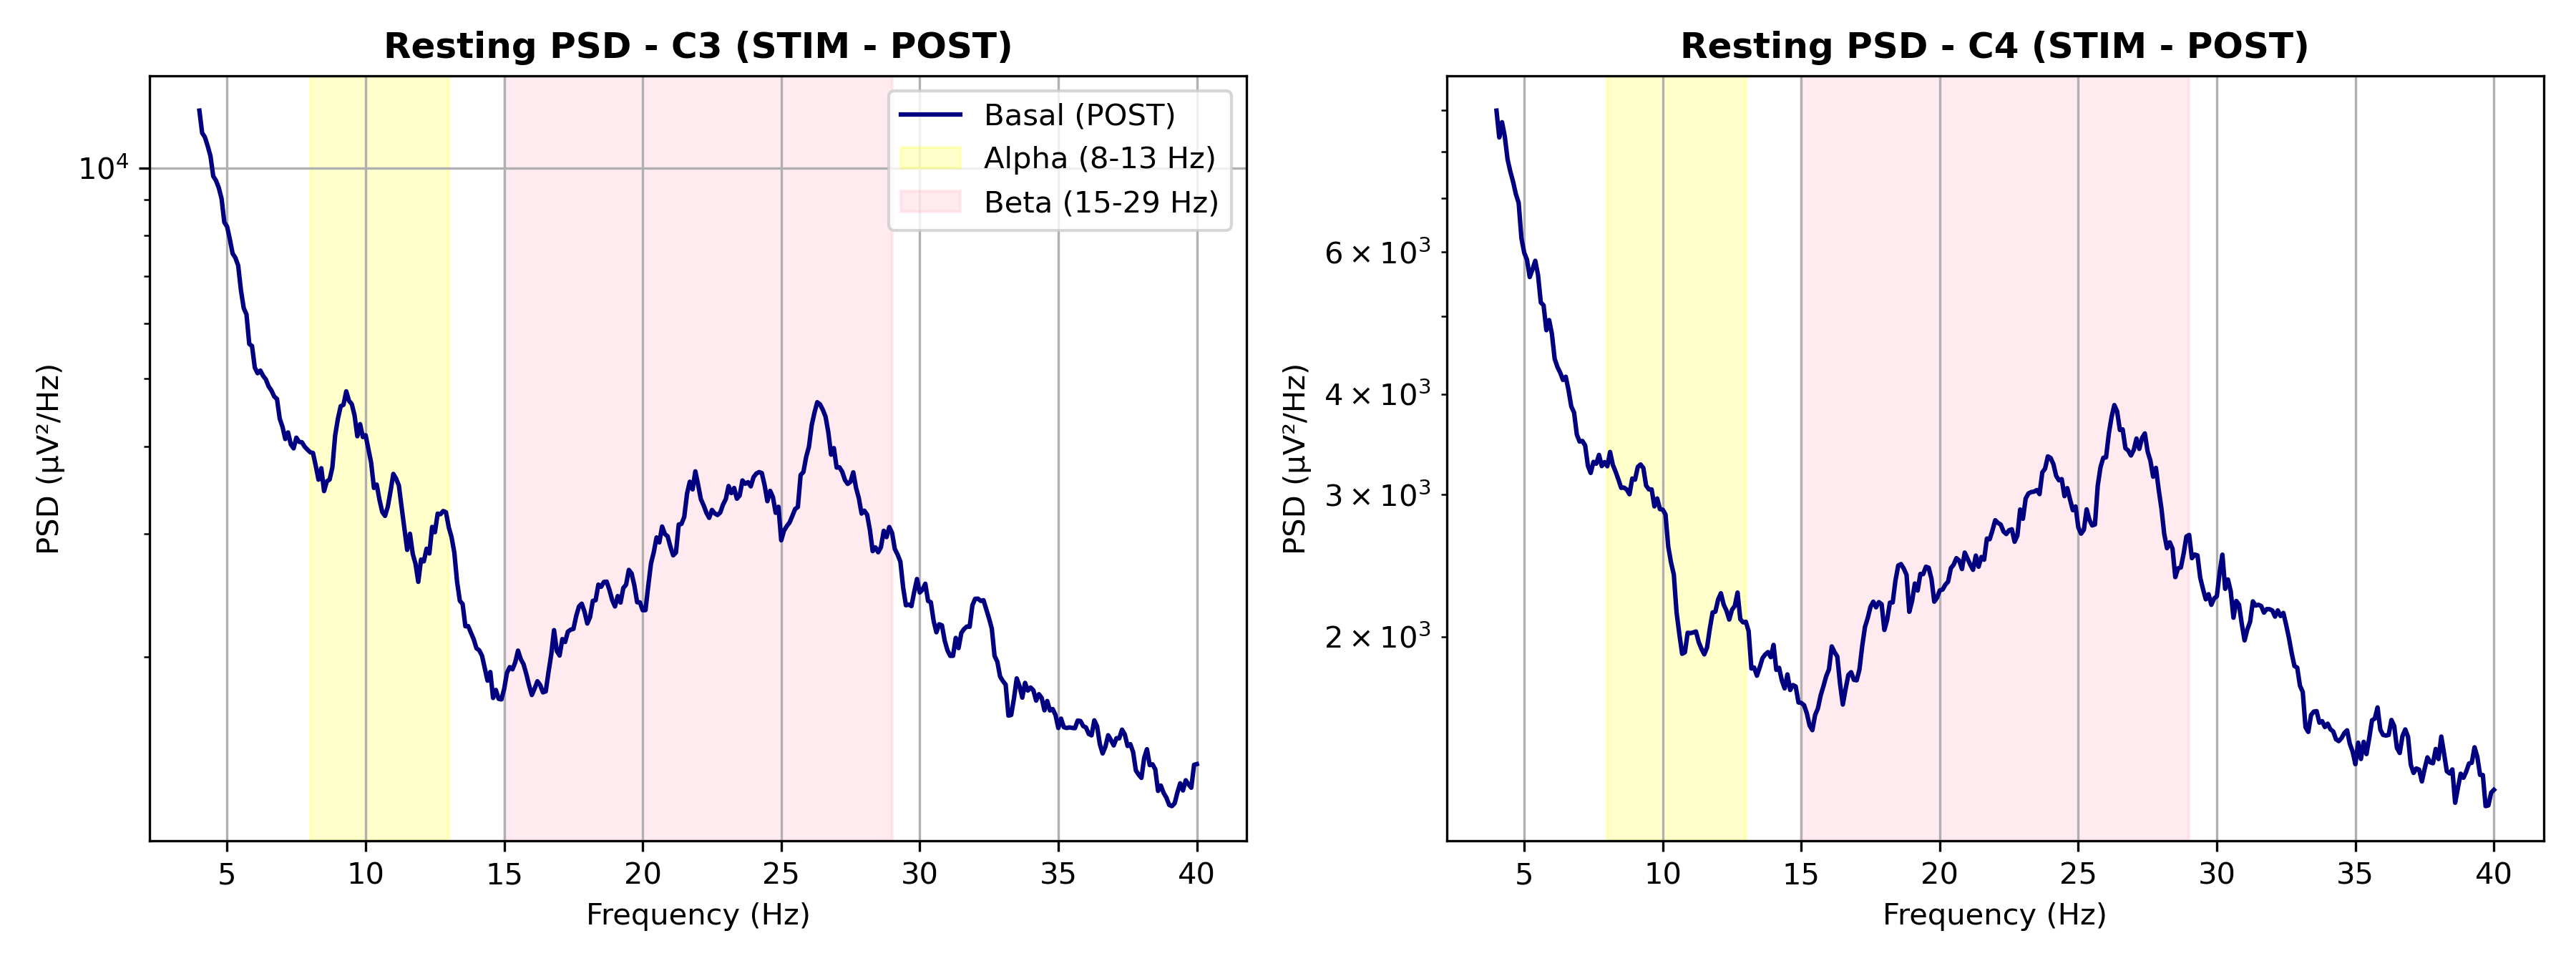 Resting PSD - C3 (STIM - POST)
PSD (µV²/Hz)
10⁴
Basal (POST)
Alpha (8-13 Hz)
Beta (15-29 Hz)
5 10 15 20 25 30 35 40
Frequency (Hz)
Resting PSD - C4 (STIM - POST)
PSD (µV²/Hz)
6 × 10³
4 × 10³
3 × 10³
2 × 10³
5 10 15 20 25 30 35 40
Frequency (Hz)